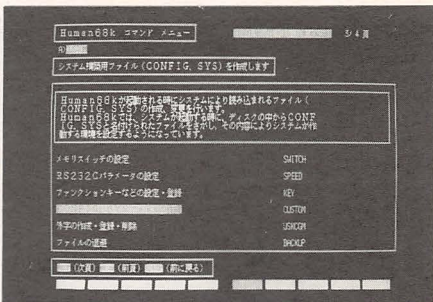 Human68k コマンド メニュー 3/4 頁
A)
システム構築用ファイル(CONFIG.SYS)を作成します
Human68kが起動される時にシステムにより読み込まれるファイル(
CONFIG.SYS)の作成、変更を行います。
Human68kでは、システムが起動する時に、ディスクの中からCONF
IG.SYSと名付けられたファイルをさがし、その内容によりシステムが作
動する環境を設定するようになっています。
メモリスイッチの設定 SWITCH
RS232Cパラメータの設定 SPEED
ファンクションキーなどの設定・登録 KEY
CUSTOM
外字の作成・登録・削除 USKCGM
ファイルの退避 BACKUP
(次頁) (前頁) (前に戻る)